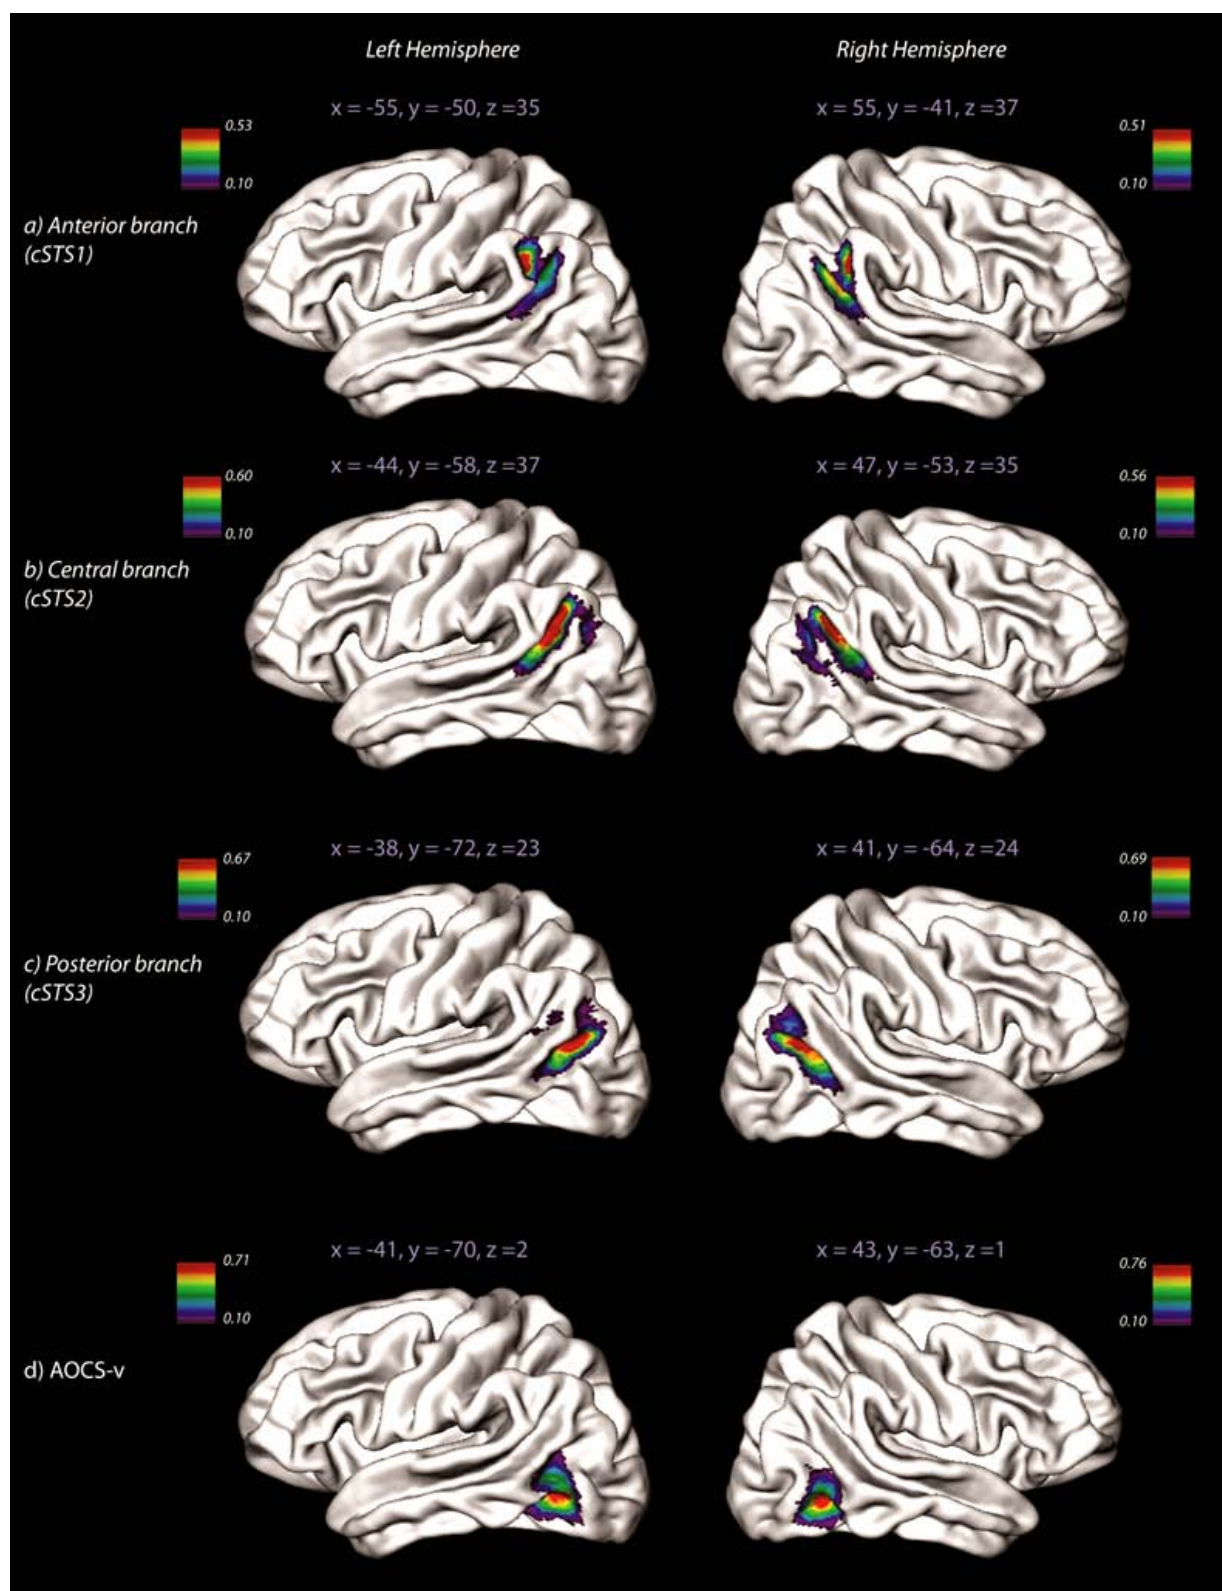 Left Hemisphere
Right Hemisphere
x = -55, y = -50, z =35
x = 55, y = -41, z =37
0.53
0.10
0.51
0.10
a) Anterior branch
(cSTS1)
x = -44, y = -58, z =37
x = 47, y = -53, z =35
0.60
0.10
0.56
0.10
b) Central branch
(cSTS2)
x = -38, y = -72, z =23
x = 41, y = -64, z =24
0.67
0.10
0.69
0.10
c) Posterior branch
(cSTS3)
x = -41, y = -70, z =2
x = 43, y = -63, z =1
0.71
0.10
0.76
0.10
d) AOCS-v